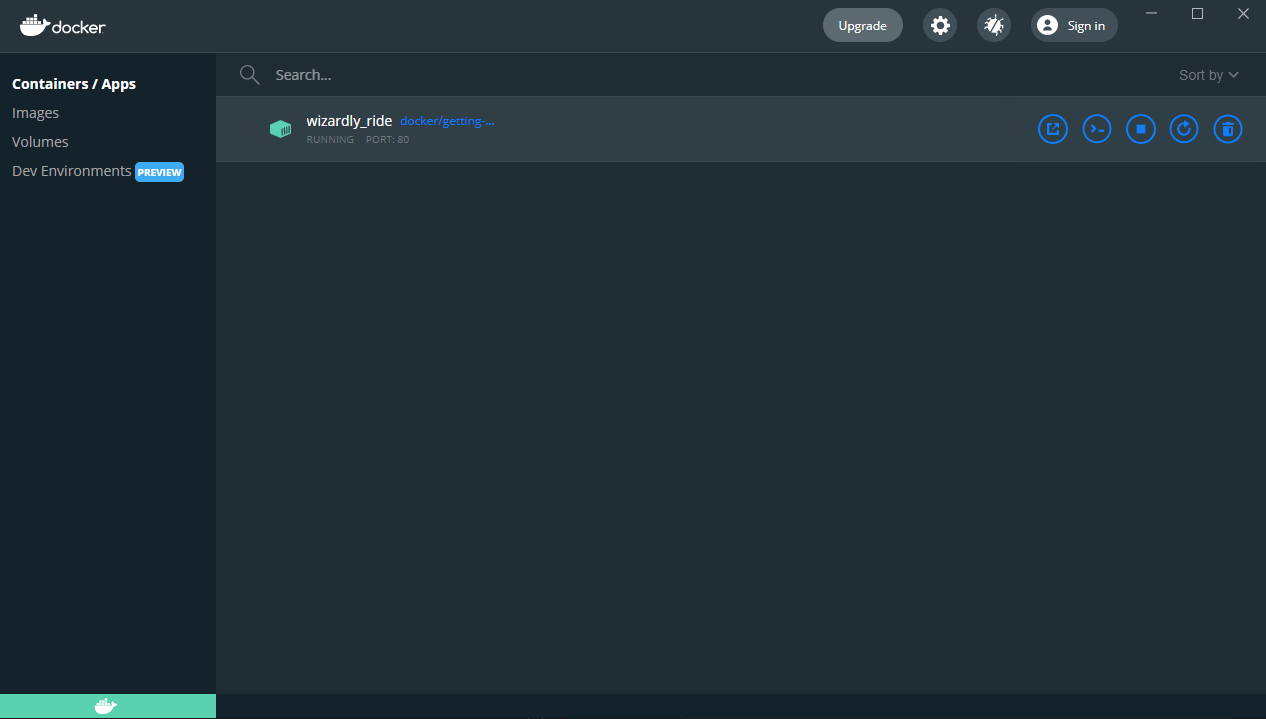 docker
Upgrade
Sign in
Containers / Apps
Images
Volumes
Dev Environments PREVIEW
Search...
Sort by
wizardly_ride docker/getting-...
RUNNING PORT: 80